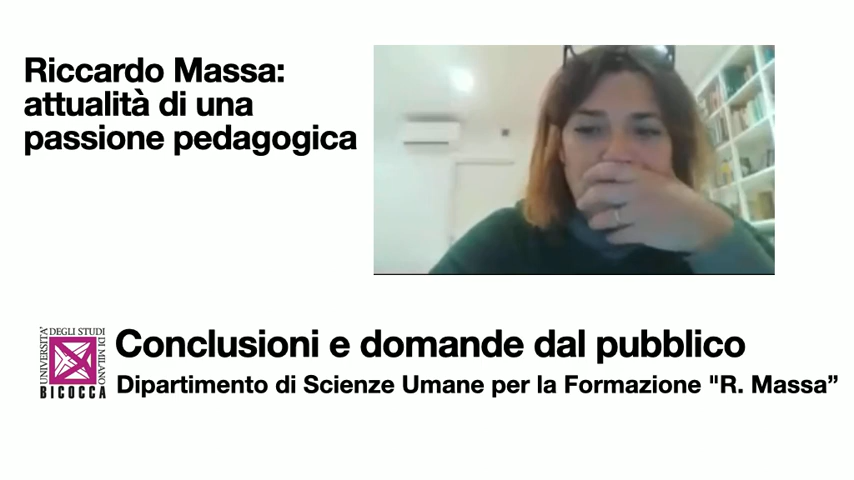 Riccardo Massa:
attualità di una
passione pedagogica
UNIVERSITA' DEGLI STUDI DI MILANO
BICOCCA
Conclusioni e domande dal pubblico
Dipartimento di Scienze Umane per la Formazione "R. Massa”